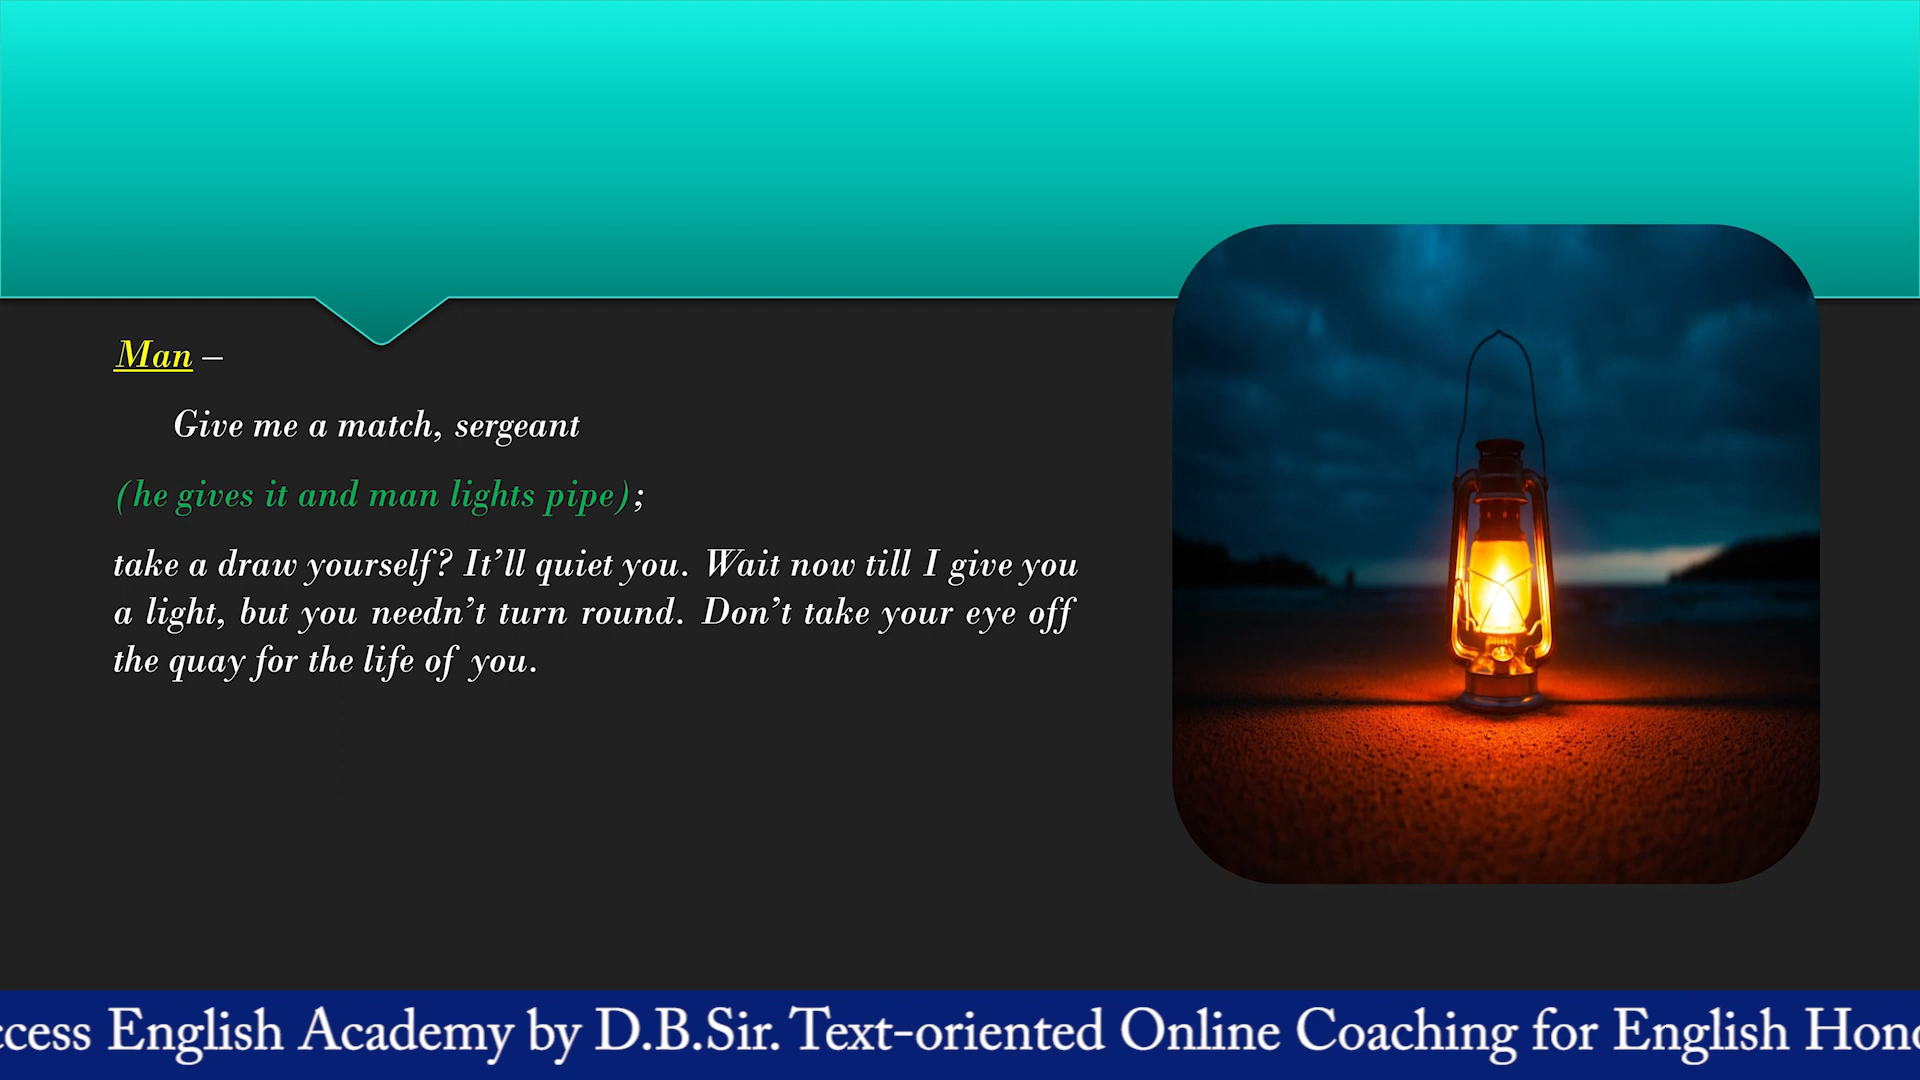 Man –
Give me a match, sergeant
(he gives it and man lights pipe);
take a draw yourself? It’ll quiet you. Wait now till I give you
a light, but you needn’t turn round. Don’t take your eye off
the quay for the life of you.
English Academy by D.B.Sir. Text-oriented Online Coaching for English